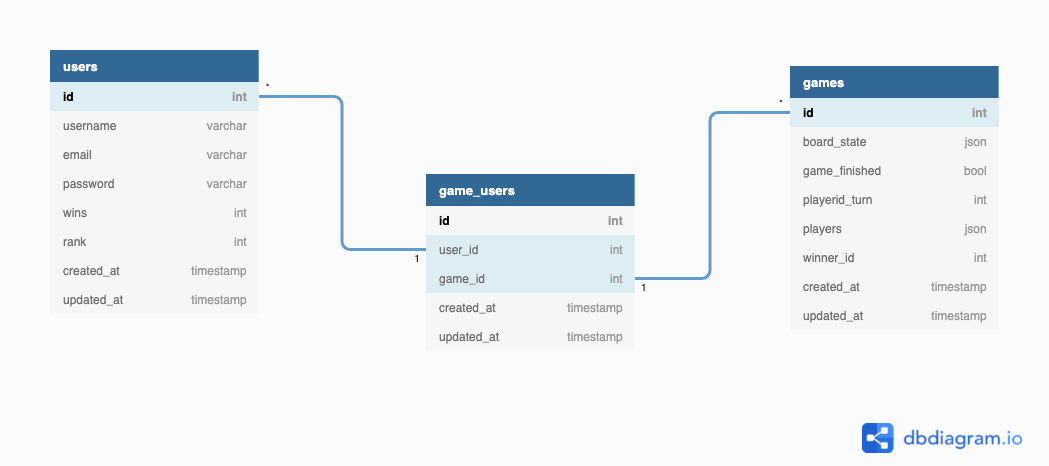 users
*
id int
username varchar
email varchar
password varchar
wins int
rank int
created_at timestamp
updated_at timestamp
game_users
id int
user_id int
1
game_id int
1
created_at timestamp
updated_at timestamp
games
*
id int
board_state json
game_finished bool
playerid_turn int
players json
winner_id int
created_at timestamp
updated_at timestamp
dbdiagram.io